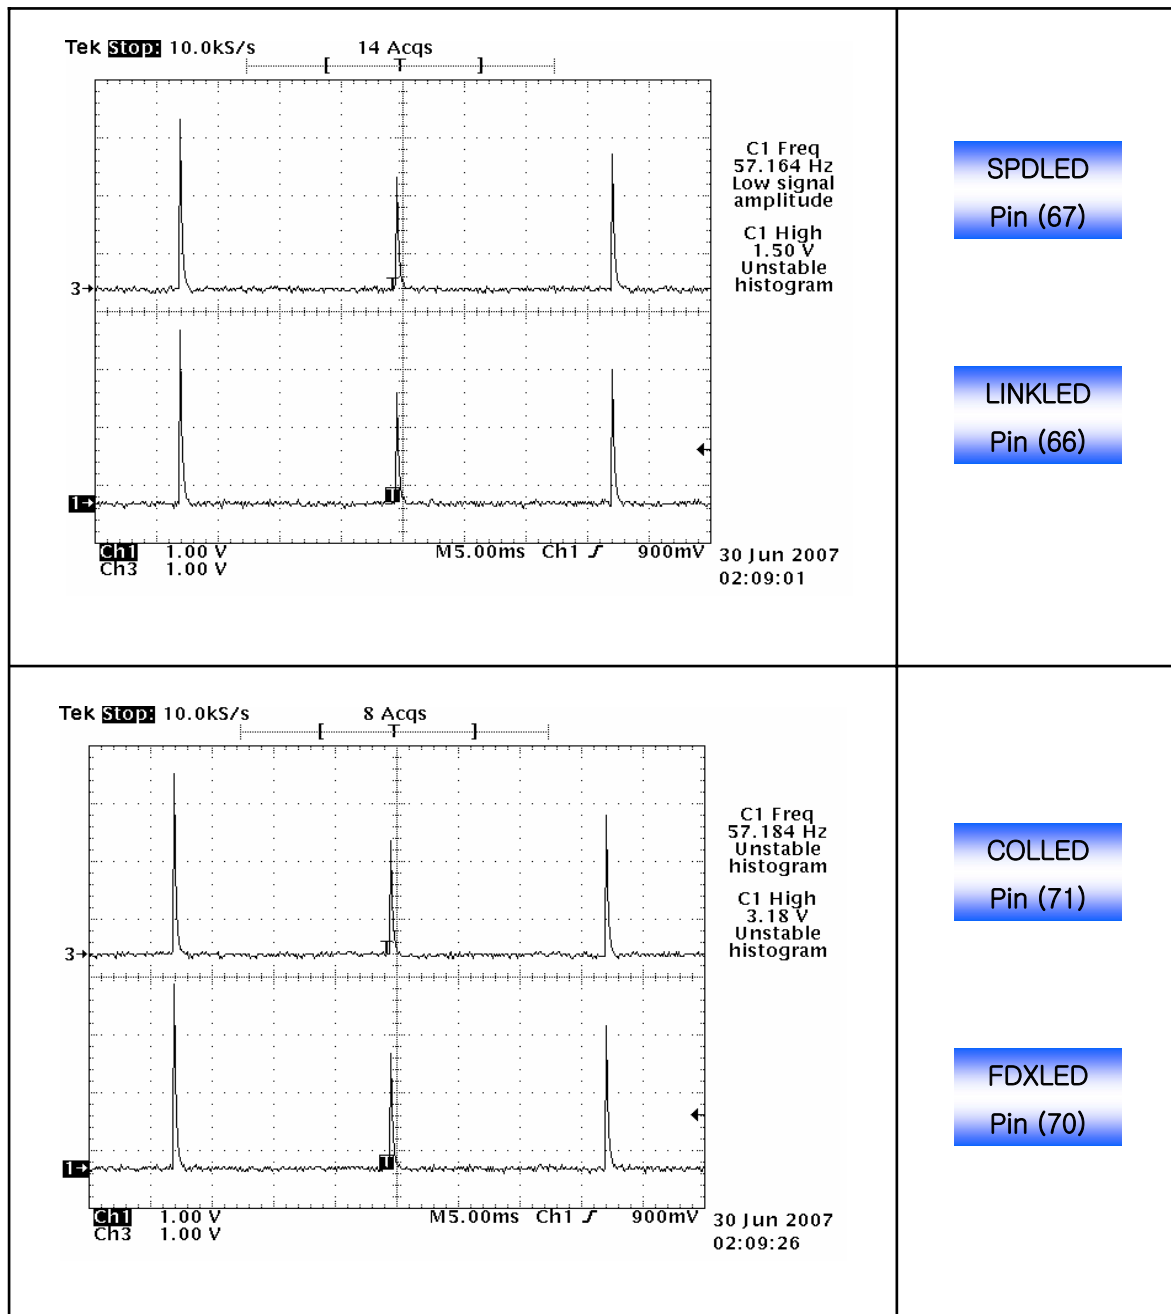 Tek Stop: 10.0kS/s 14 Acqs
[ T ]
C1 Freq
57.164 Hz
Low signal
amplitude
C1 High
1.50 V
Unstable
histogram
3
T
1
T
Ch1 1.00 V M5.00ms Ch1 900mV
Ch3 1.00 V
30 Jun 2007
02:09:01
SPDLED
Pin (67)
LINKLED
Pin (66)
Tek Stop: 10.0kS/s 8 Acqs
[ T ]
C1 Freq
57.184 Hz
Unstable
histogram
C1 High
3.18 V
Unstable
histogram
3
T
1
T
Ch1 1.00 V M5.00ms Ch1 900mV
Ch3 1.00 V
30 Jun 2007
02:09:26
COLLED
Pin (71)
FDXLED
Pin (70)